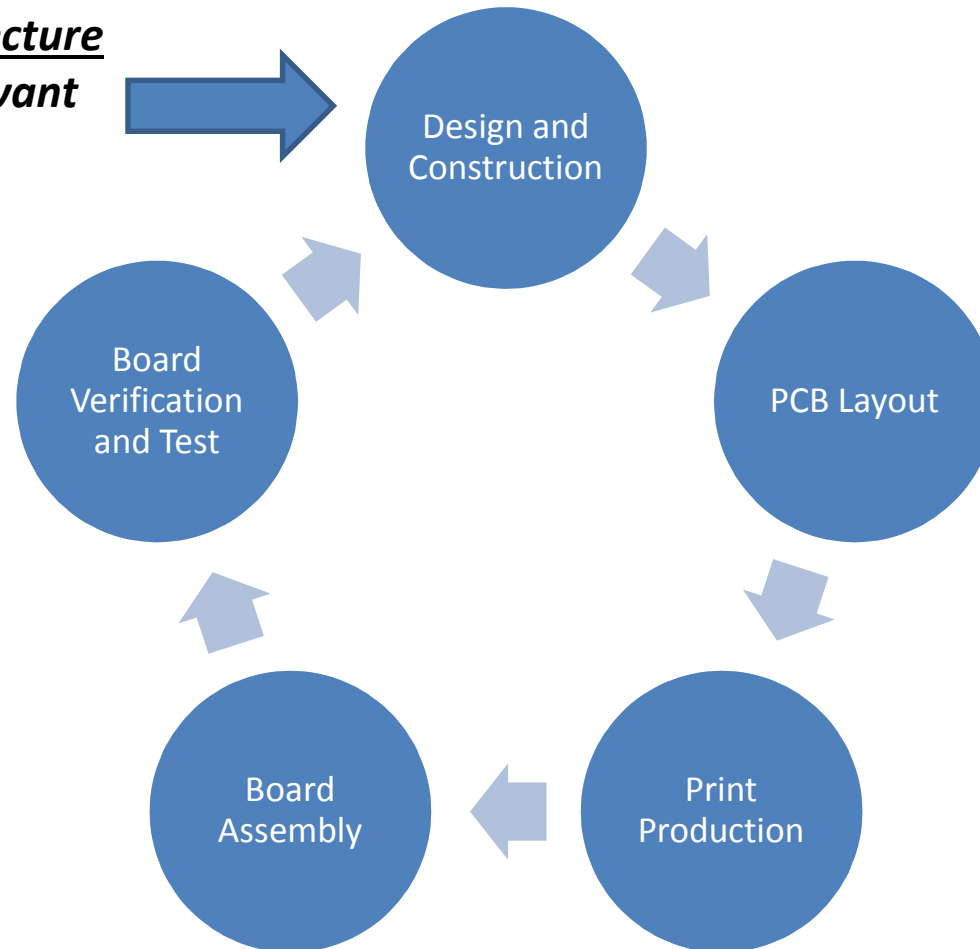 Design and
Construction
PCB Layout
Print
Production
Board
Assembly
Board
Verification
and Test